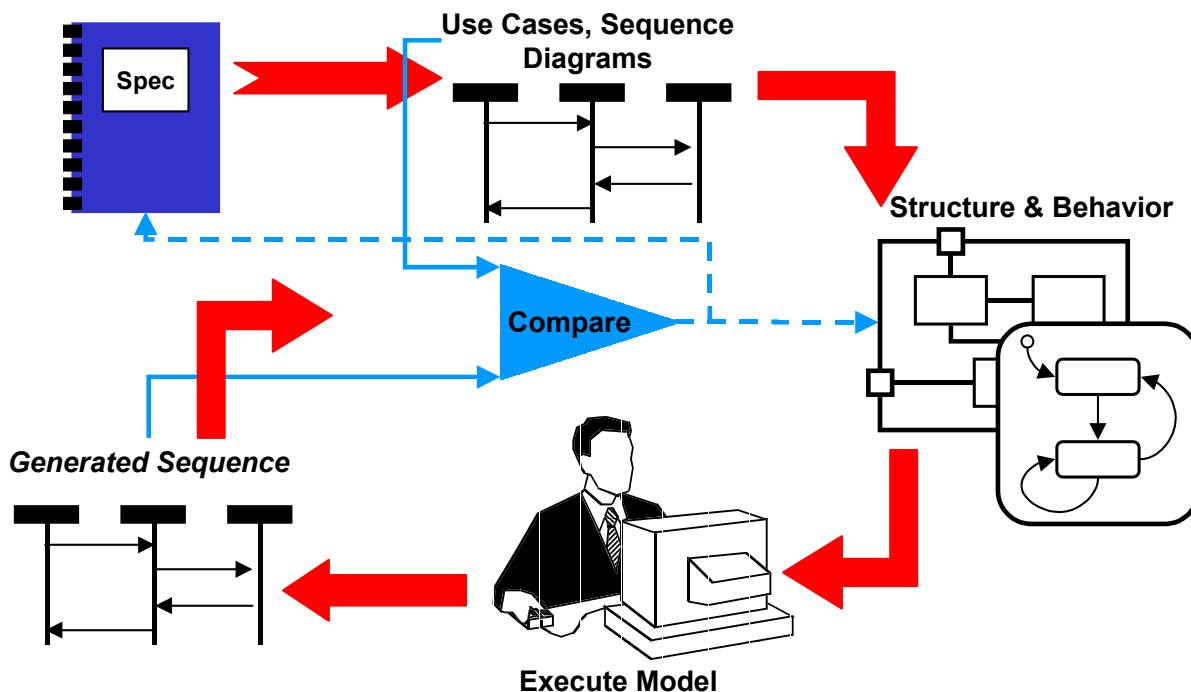 Use Cases, Sequence
Diagrams
Spec
Structure & Behavior
Compare
Generated Sequence
Execute Model